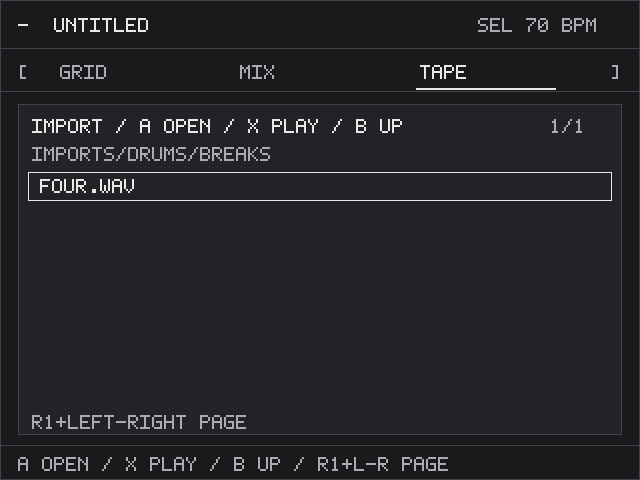 – UNTITLED SEL 70 BPM
[ GRID MIX TAPE ]
IMPORT / A OPEN / X PLAY / B UP 1/1
IMPORTS/DRUMS/BREAKS
FOUR.WAV
R1+LEFT-RIGHT PAGE
A OPEN / X PLAY / B UP / R1+L-R PAGE